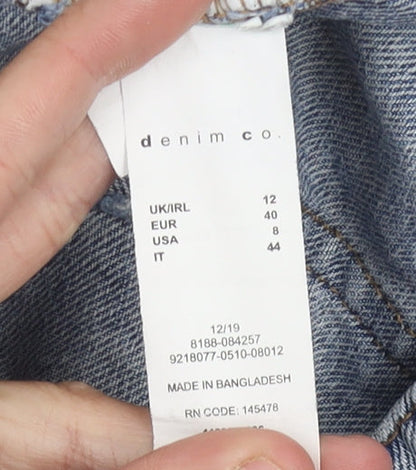 denim co.
UK/IRL 12
EUR 40
USA 8
IT 44
12/19
8188-084257
9218077-0510-08012
MADE IN BANGLADESH
RN CODE: 145478